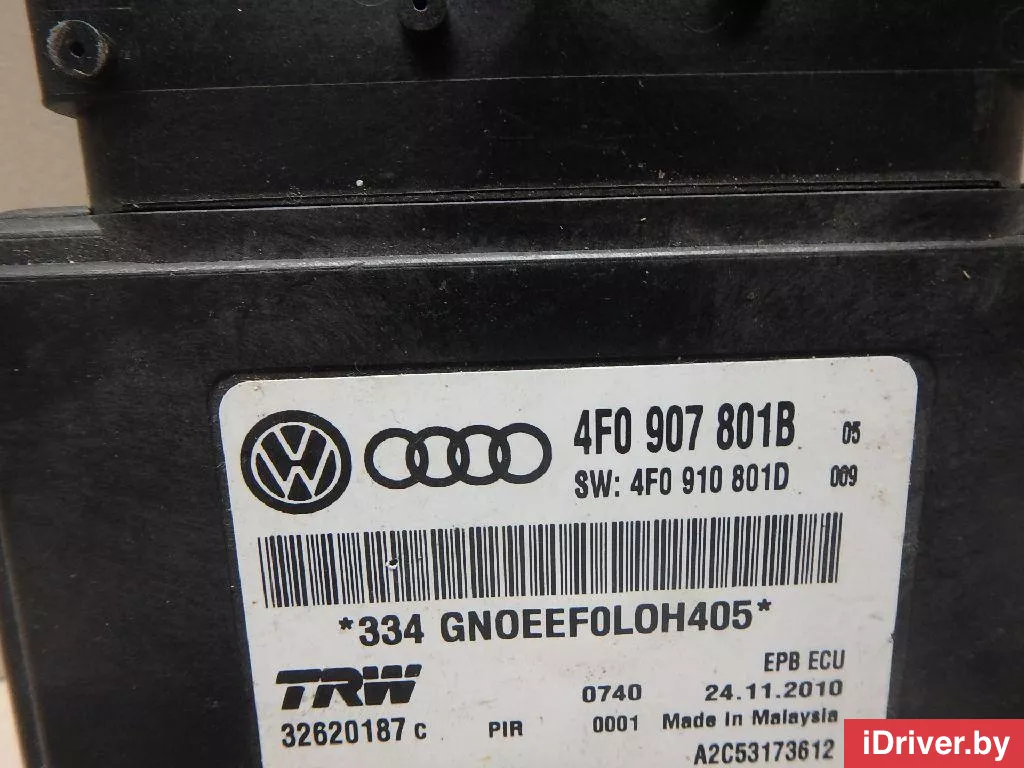 4F0 907 801B 05
SW: 4F0 910 801D 009
*334 GNOEEF0L0H405*
TRW
EPB ECU
0740 24.11.2010
32620187 C PIR 0001 Made in Malaysia
A2C53173612
iDriver.by